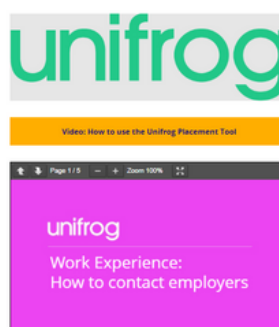 unifrog
Video: How to use the Unifrog Placement Tool
Page 1 / 5 − + Zoom 100%
unifrog
Work Experience:
How to contact employers